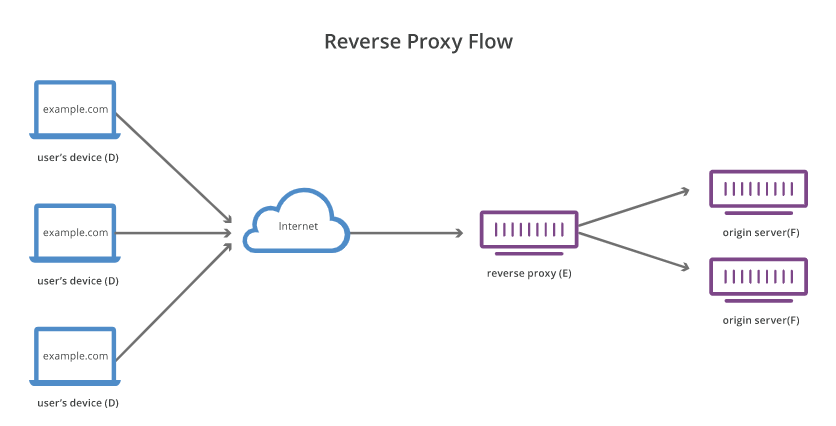 Reverse Proxy Flow
example.com
user's device (D)
example.com
user's device (D)
example.com
user's device (D)
Internet
reverse proxy (E)
origin server(F)
origin server(F)